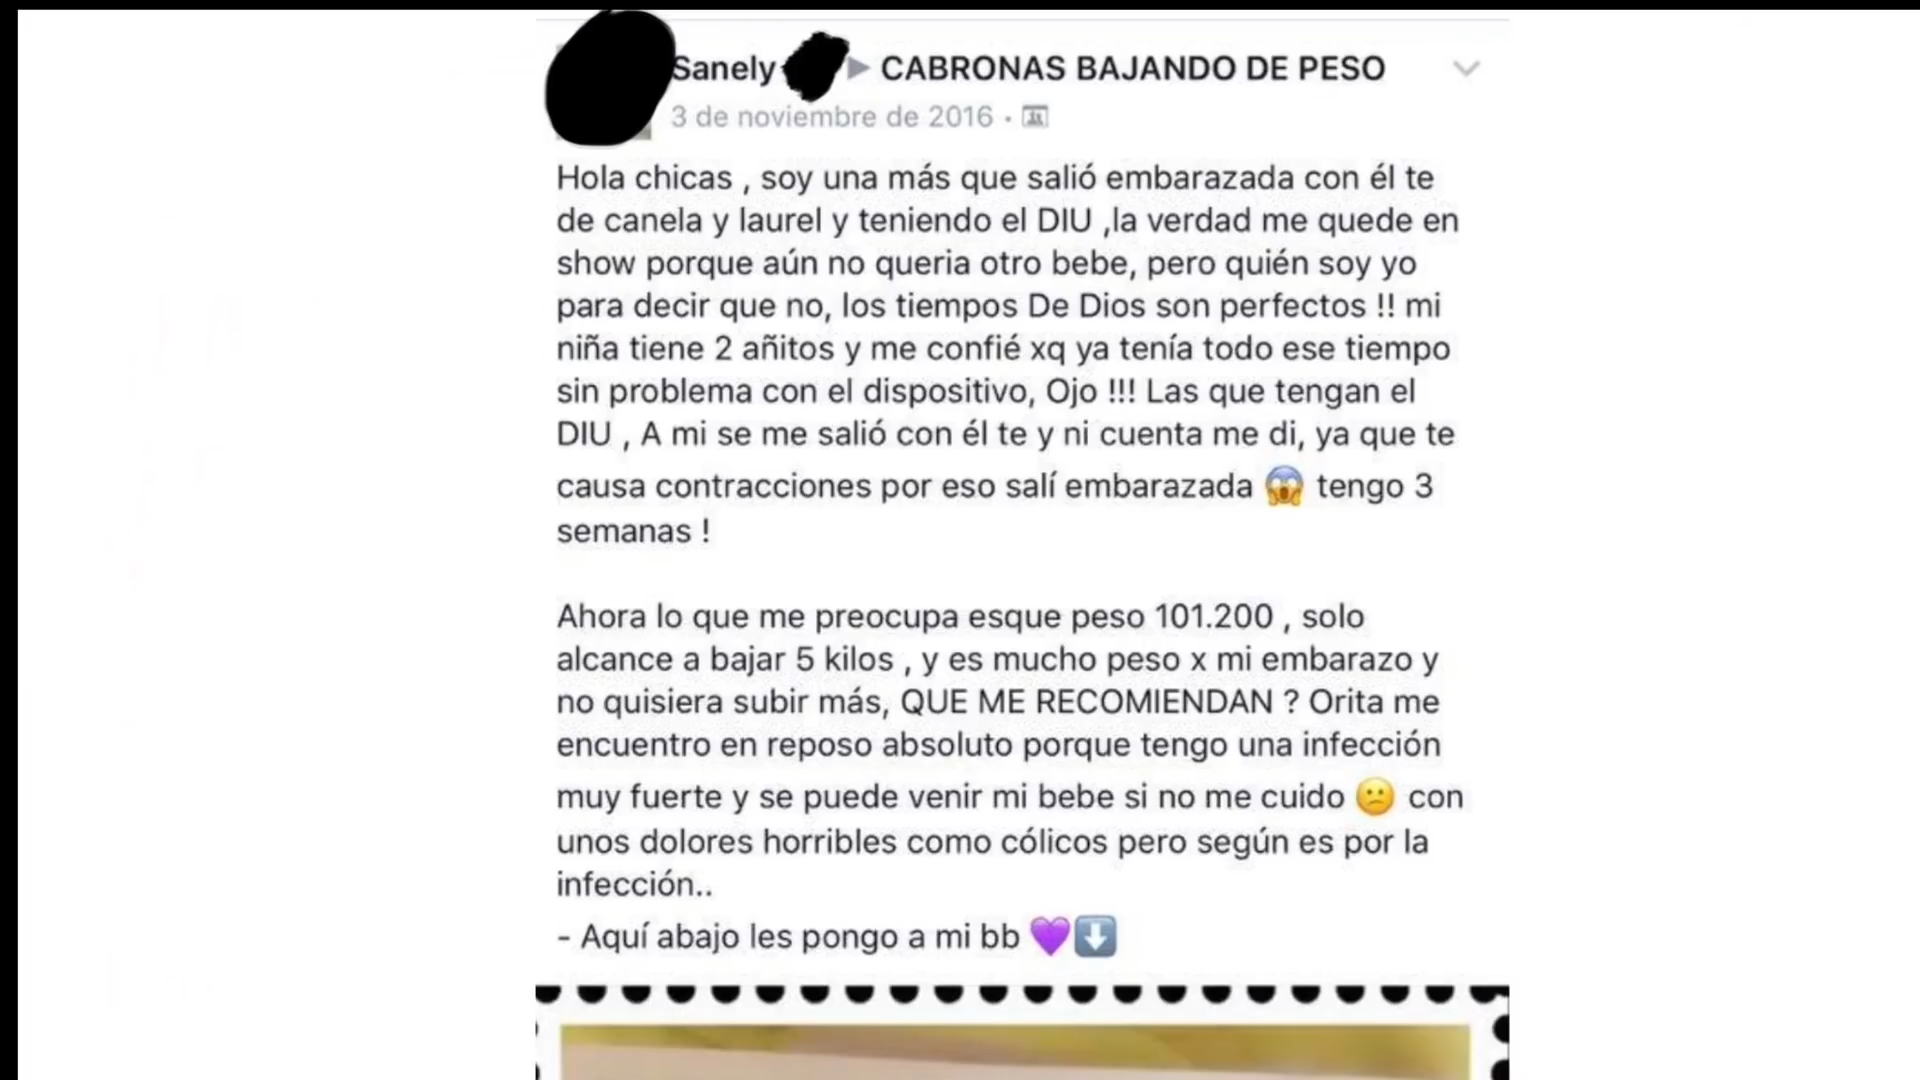 Sanely ▶ CABRONAS BAJANDO DE PESO
3 de noviembre de 2016 ·
Hola chicas , soy una más que salió embarazada con él te
de canela y laurel y teniendo el DIU ,la verdad me quede en
show porque aún no queria otro bebe, pero quién soy yo
para decir que no, los tiempos De Dios son perfectos !! mi
niña tiene 2 añitos y me confié xq ya tenía todo ese tiempo
sin problema con el dispositivo, Ojo !!! Las que tengan el
DIU , A mi se me salió con él te y ni cuenta me di, ya que te
causa contracciones por eso salí embarazada 😱 tengo 3
semanas !
Ahora lo que me preocupa esque peso 101.200 , solo
alcance a bajar 5 kilos , y es mucho peso x mi embarazo y
no quisiera subir más, QUE ME RECOMIENDAN ? Orita me
encuentro en reposo absoluto porque tengo una infección
muy fuerte y se puede venir mi bebe si no me cuido 😕 con
unos dolores horribles como cólicos pero según es por la
infección..
- Aquí abajo les pongo a mi bb 💜⬇️